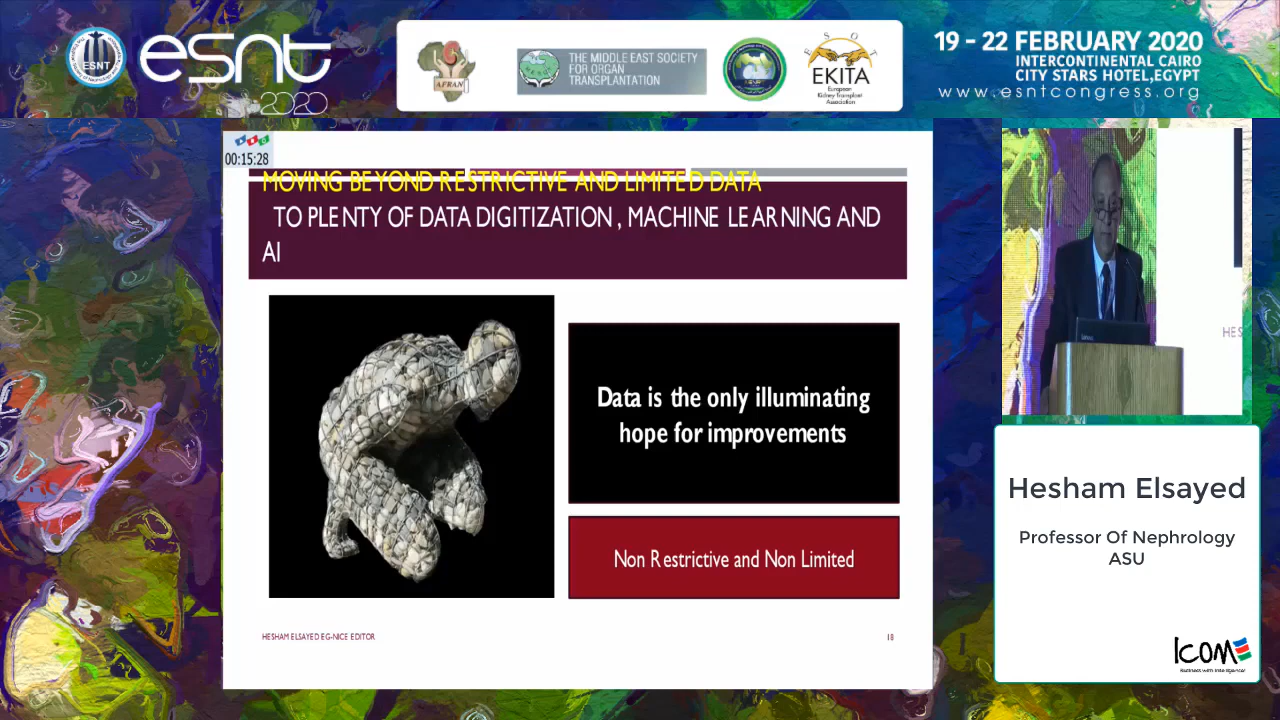 ESNT
esnt
2020
AFRAN
THE MIDDLE EAST SOCIETY
FOR ORGAN
TRANSPLANTATION
ESOT
EKITA
European
Kidney Transplant
Association
19 - 22 FEBRUARY 2020
INTERCONTINENTAL CAIRO
CITY STARS HOTEL,EGYPT
www.esntcongress.org
00:15:28
MOVING BEYOND RESTRICTIVE AND LIMITED DATA
TO PLENTY OF DATA DIGITIZATION , MACHINE LEARNING AND
AI
Data is the only illuminating
hope for improvements
Non Restrictive and Non Limited
HESHAM ELSAYED EG-NICE EDITOR
18
HES
Hesham Elsayed
Professor Of Nephrology
ASU
ICOM